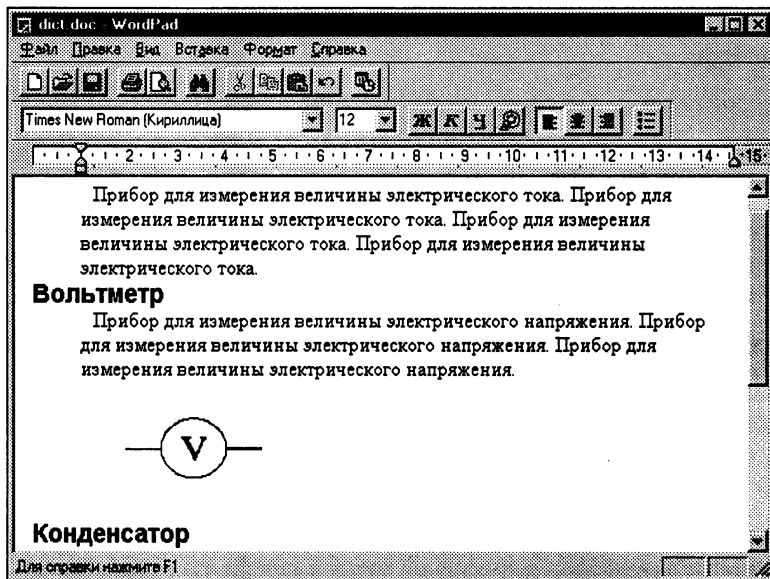 dict.doc - WordPad
Файл Правка Вид Вставка Формат Справка
Times New Roman (Кириллица) 12 Ж К Ч
1 2 3 4 5 6 7 8 9 10 11 12 13 14 15
Прибор для измерения величины электрического тока. Прибор для
измерения величины электрического тока. Прибор для измерения
величины электрического тока. Прибор для измерения величины
электрического тока.
Вольтметр
Прибор для измерения величины электрического напряжения. Прибор
для измерения величины электрического напряжения. Прибор для
измерения величины электрического напряжения.
V
Конденсатор
Для справки нажмите F1